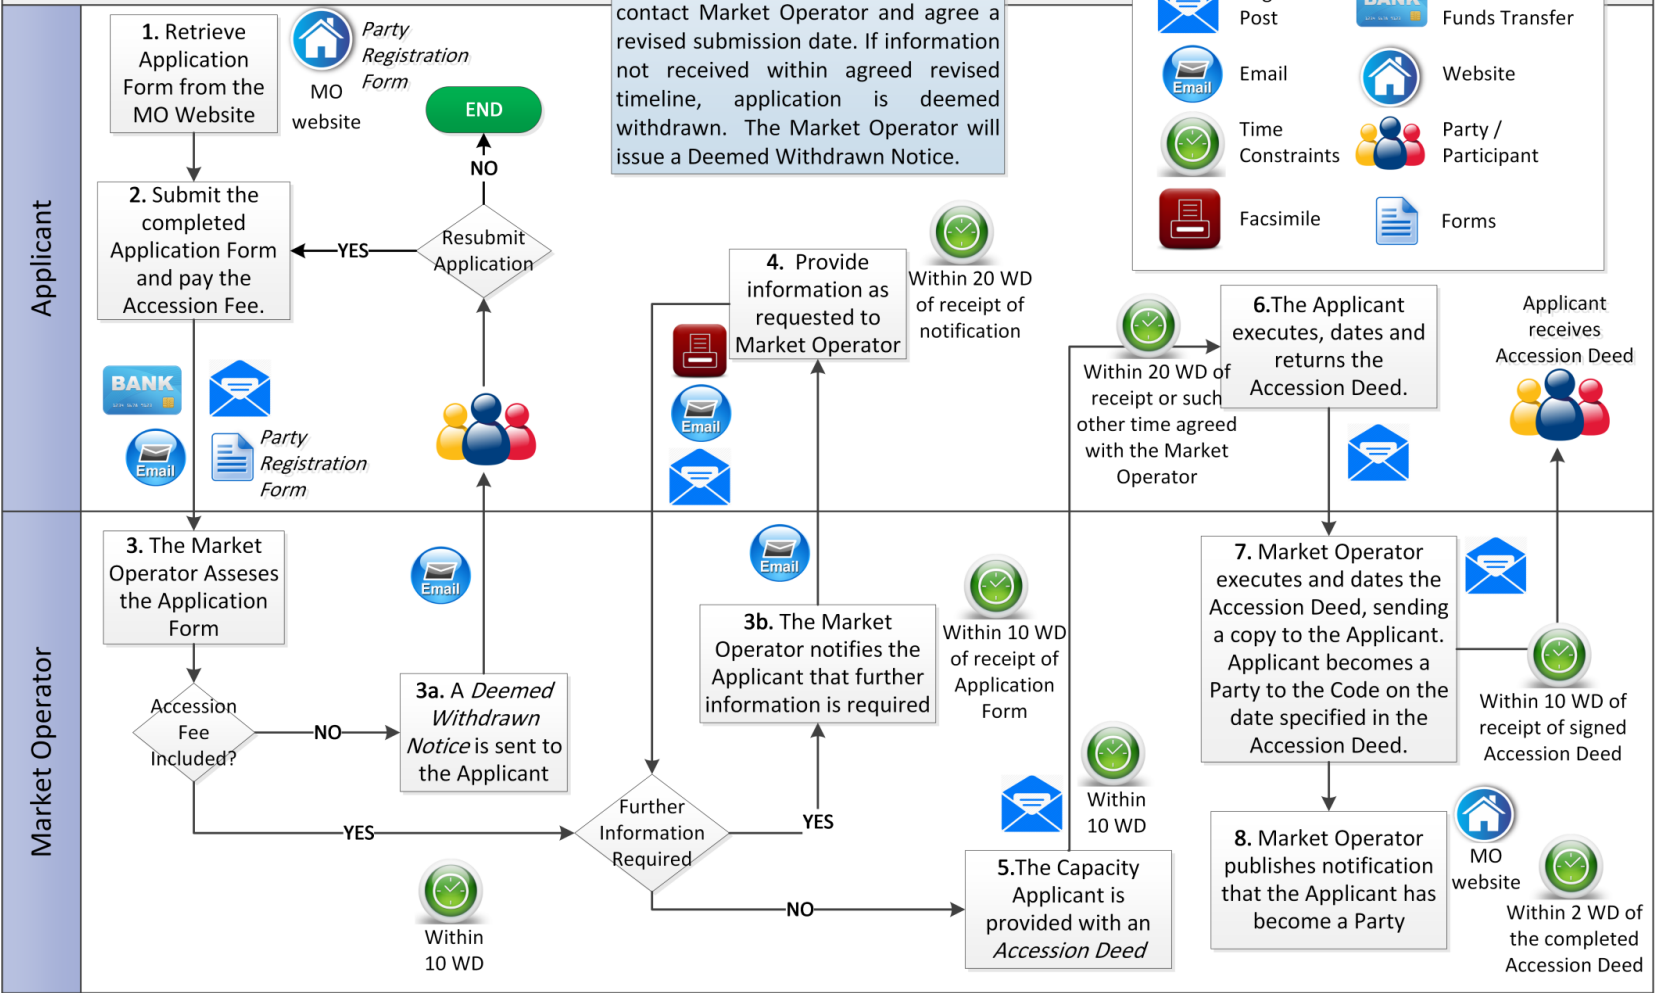 1. Retrieve
Application
Form from the
MO Website
Party
Registration
Form
MO
website
END
NO
contact Market Operator and agree a
revised submission date. If information
not received within agreed revised
timeline, application is deemed
withdrawn. The Market Operator will
issue a Deemed Withdrawn Notice.
Post
Funds Transfer
Email
Email
Website
Time
Constraints
Party /
Participant
Facsimile
Forms
Applicant
2. Submit the
completed
Application Form
and pay the
Accession Fee.
YES
Resubmit
Application
4. Provide
information as
requested to
Market Operator
Within 20 WD
of receipt of
notification
Within 20 WD of
receipt or such
other time agreed
with the Market
Operator
6.The Applicant
executes, dates and
returns the
Accession Deed.
Applicant
receives
Accession Deed
BANK
Email
Party
Registration
Form
Email
Market Operator
3. The Market
Operator Asseses
the Application
Form
Email
Email
3b. The Market
Operator notifies the
Applicant that further
information is required
Within 10 WD
of receipt of
Application
Form
7. Market Operator
executes and dates the
Accession Deed, sending
a copy to the Applicant.
Applicant becomes a
Party to the Code on the
date specified in the
Accession Deed.
Within 10 WD of
receipt of signed
Accession Deed
Accession
Fee
Included?
NO
3a. A Deemed
Withdrawn
Notice is sent to
the Applicant
YES
Within
10 WD
Further
Information
Required
YES
NO
Within
10 WD
5.The Capacity
Applicant is
provided with an
Accession Deed
8. Market Operator
publishes notification
that the Applicant has
become a Party
MO
website
Within 2 WD of
the completed
Accession Deed